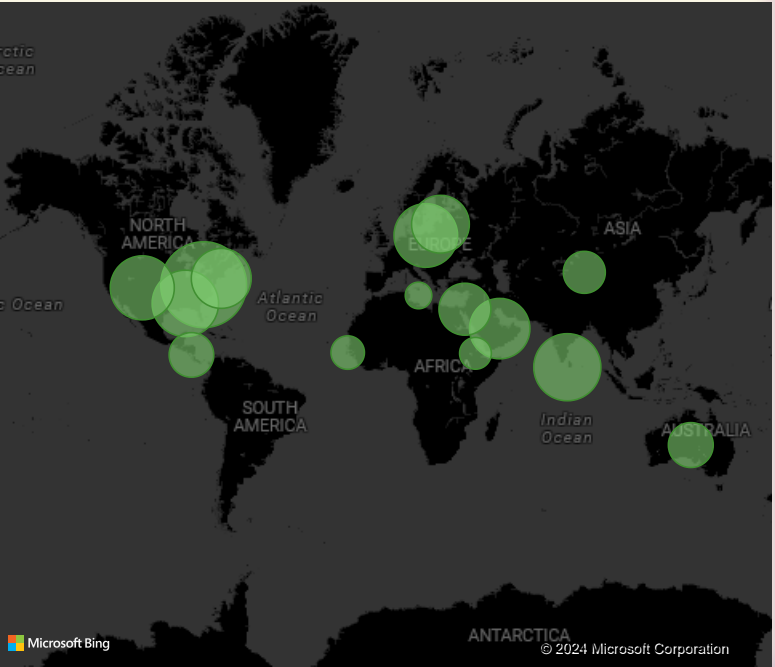 rctic
cean
NORTH
AMERICA
ASIA
EUROPE
c Ocean
Atlantic
Ocean
AFRICA
SOUTH
AMERICA
Indian
Ocean
AUSTRALIA
ANTARCTICA
Microsoft Bing
© 2024 Microsoft Corporation